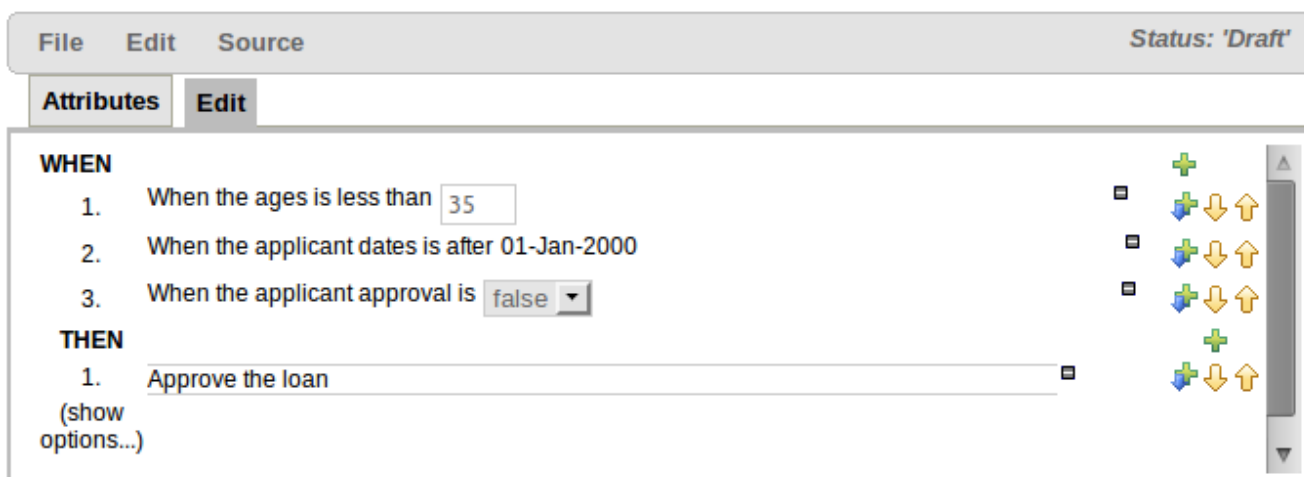 File Edit Source Status: 'Draft'
Attributes Edit
WHEN
1. When the ages is less than 35
2. When the applicant dates is after 01-Jan-2000
3. When the applicant approval is false
THEN
1. Approve the loan
(show
options...)